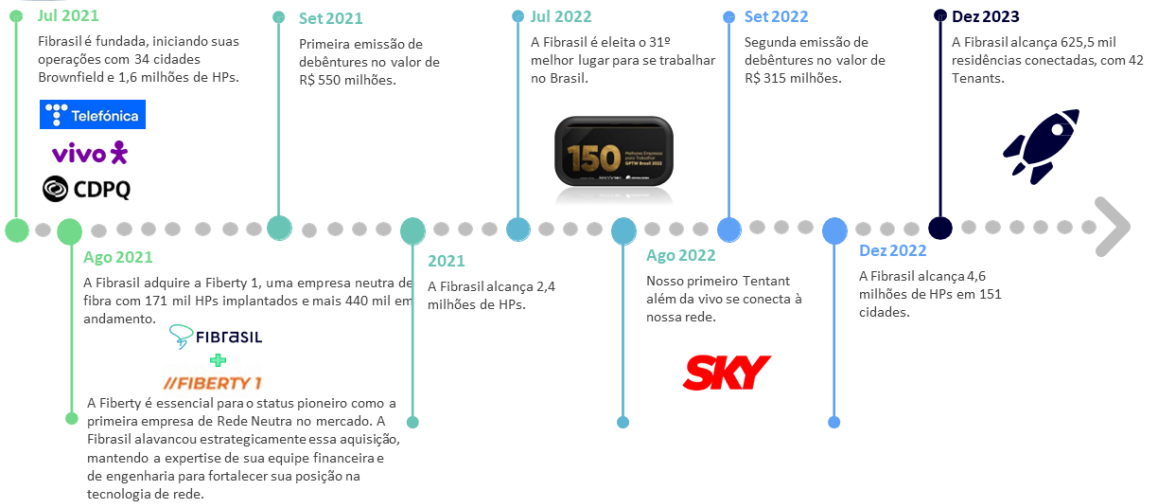 Jul 2021
Fibrasil é fundada, iniciando suas
operações com 34 cidades
Brownfield e 1,6 milhões de HPs.
Telefónica
vivo
CDPQ
Set 2021
Primeira emissão de
debêntures no valor de
R$ 550 milhões.
Jul 2022
A Fibrasil é eleita o 31º
melhor lugar para se trabalhar
no Brasil.
150
Melhores Empresas
para Trabalhar
GPTW Brasil 2022
Set 2022
Segunda emissão de
debêntures no valor de
R$ 315 milhões.
Dez 2023
A Fibrasil alcança 625,5 mil
residências conectadas, com 42
Tenants.
Ago 2021
A Fibrasil adquire a Fiberty 1, uma empresa neutra de
fibra com 171 mil HPs implantados e mais 440 mil em
andamento.
FIBrasIL
+
//FIBERTY 1
A Fiberty é essencial para o status pioneiro como a
primeira empresa de Rede Neutra no mercado. A
Fibrasil alavancou estrategicamente essa aquisição,
mantendo a expertise de sua equipe financeira e
de engenharia para fortalecer sua posição na
tecnologia de rede.
2021
A Fibrasil alcança 2,4
milhões de HPs.
Ago 2022
Nosso primeiro Tentant
além da vivo se conecta à
nossa rede.
SKY
Dez 2022
A Fibrasil alcança 4,6
milhões de HPs em 151
cidades.